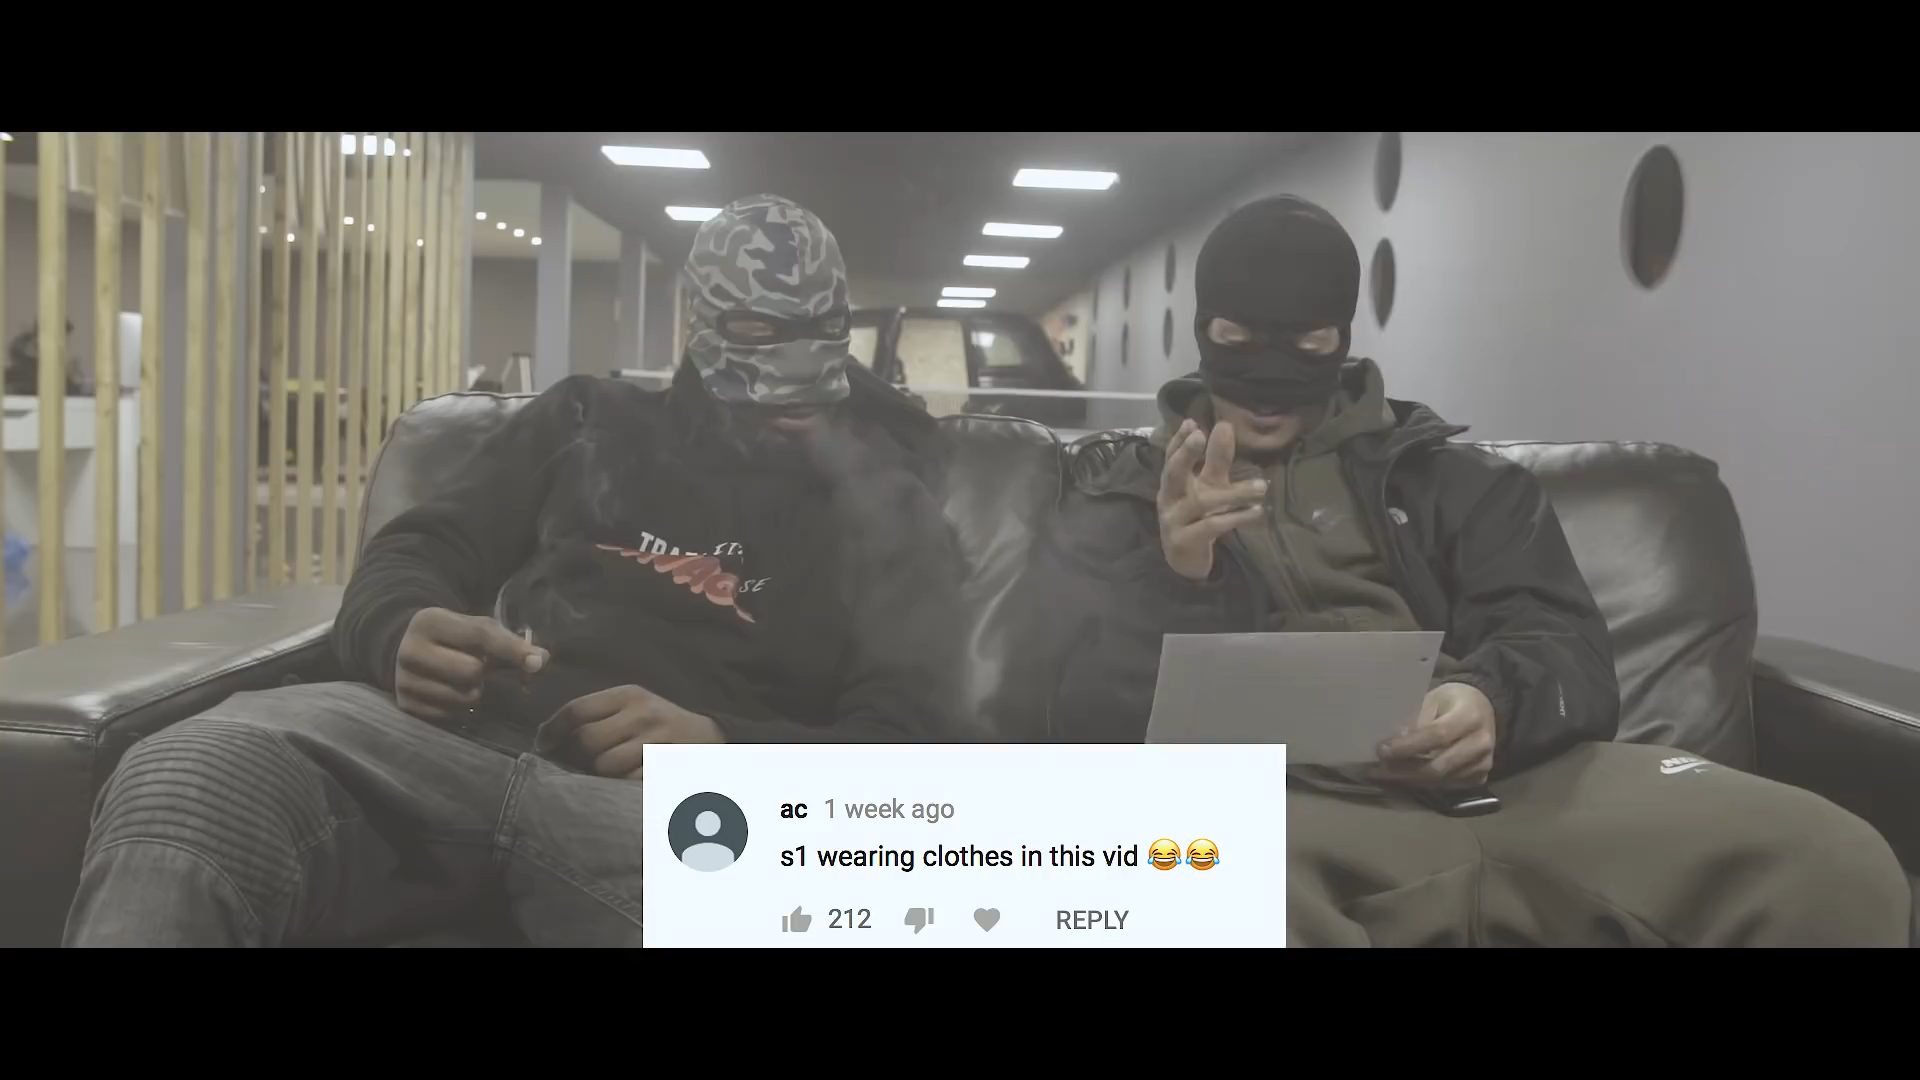 ac 1 week ago
s1 wearing clothes in this vid 😂😂
212 REPLY